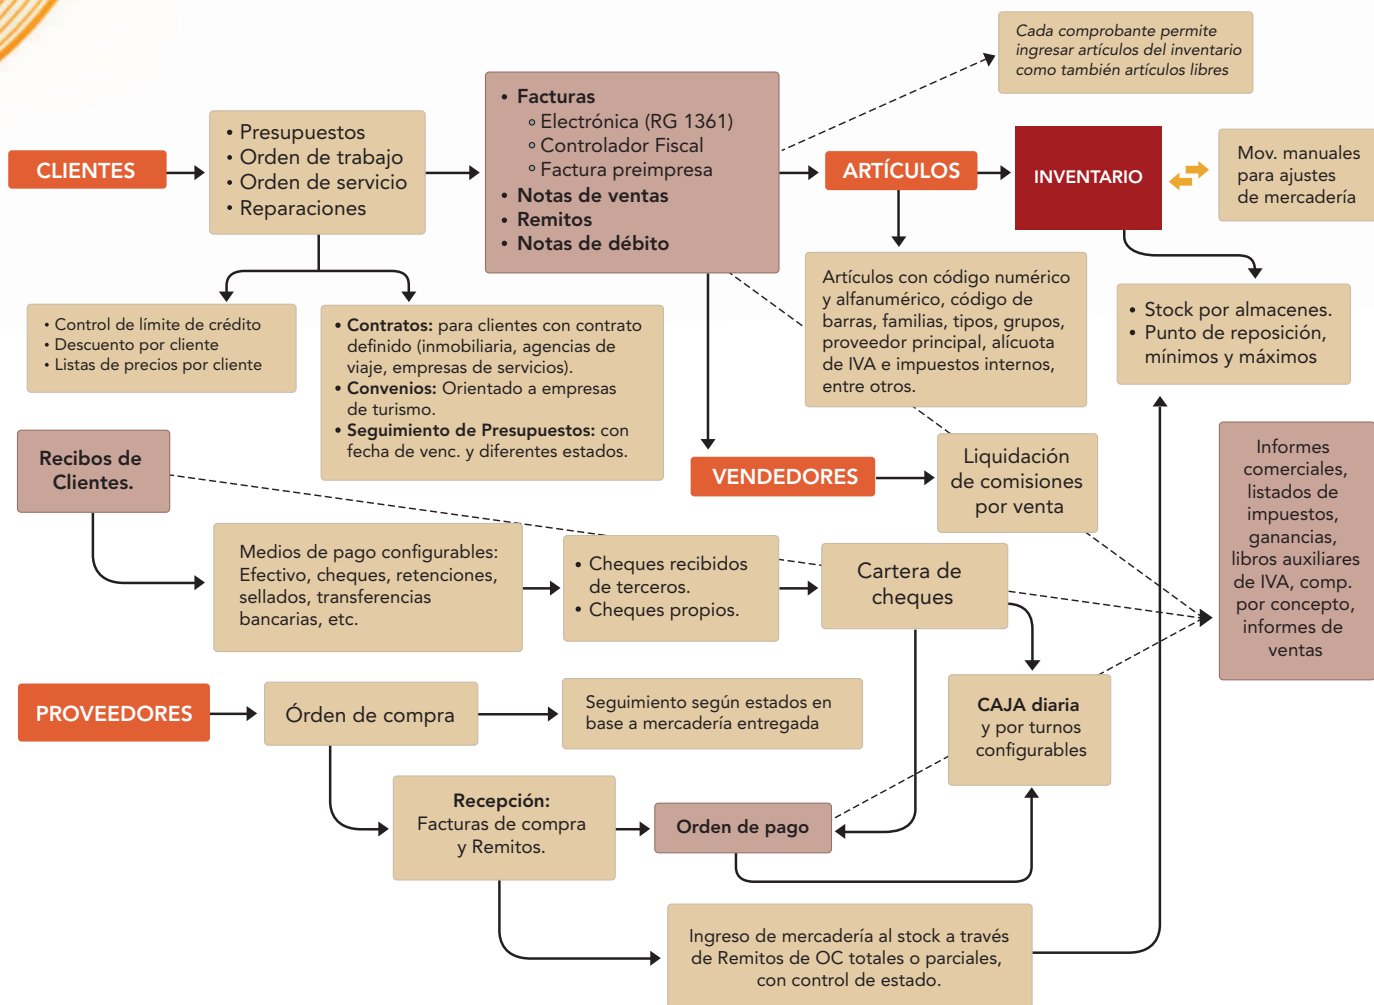 Cada comprobante permite
ingresar artículos del inventario
como también artículos libres
CLIENTES
• Presupuestos
• Orden de trabajo
• Orden de servicio
• Reparaciones
• Facturas
Electrónica (RG 1361)
Controlador Fiscal
Factura preimpresa
• Notas de ventas
• Remitos
• Notas de débito
ARTÍCULOS
INVENTARIO
Mov. manuales
para ajustes
de mercadería
• Control de límite de crédito
• Descuento por cliente
• Listas de precios por cliente
• Contratos: para clientes con contrato
definido (inmobiliaria, agencias de
viaje, empresas de servicios).
• Convenios: Orientado a empresas
de turismo.
• Seguimiento de Presupuestos: con
fecha de venc. y diferentes estados.
Artículos con código numérico
y alfanumérico, código de
barras, familias, tipos, grupos,
proveedor principal, alícuota
de IVA e impuestos internos,
entre otros.
• Stock por almacenes.
• Punto de reposición,
mínimos y máximos
Recibos de
Clientes.
VENDEDORES
Liquidación
de comisiones
por venta
Informes
comerciales,
listados de
impuestos,
ganancias,
libros auxiliares
de IVA, comp.
por concepto,
informes de
ventas
Medios de pago configurables:
Efectivo, cheques, retenciones,
sellados, transferencias
bancarias, etc.
• Cheques recibidos
de terceros.
• Cheques propios.
Cartera de
cheques
PROVEEDORES
Órden de compra
Seguimiento según estados en
base a mercadería entregada
CAJA diaria
y por turnos
configurables
Recepción:
Facturas de compra
y Remitos.
Orden de pago
Ingreso de mercadería al stock a través
de Remitos de OC totales o parciales,
con control de estado.